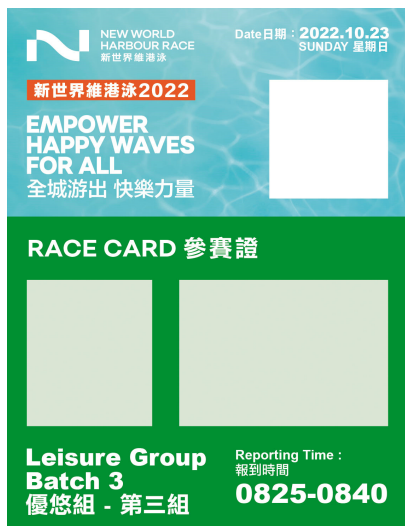 NEW WORLD
HARBOUR RACE
新世界維港泳
Date日期：2022.10.23
SUNDAY 星期日
新世界維港泳2022
EMPOWER
HAPPY WAVES
FOR ALL
全城游出 快樂力量
RACE CARD 參賽證
Leisure Group
Batch 3
優悠組 - 第三組
Reporting Time :
報到時間
0825-0840